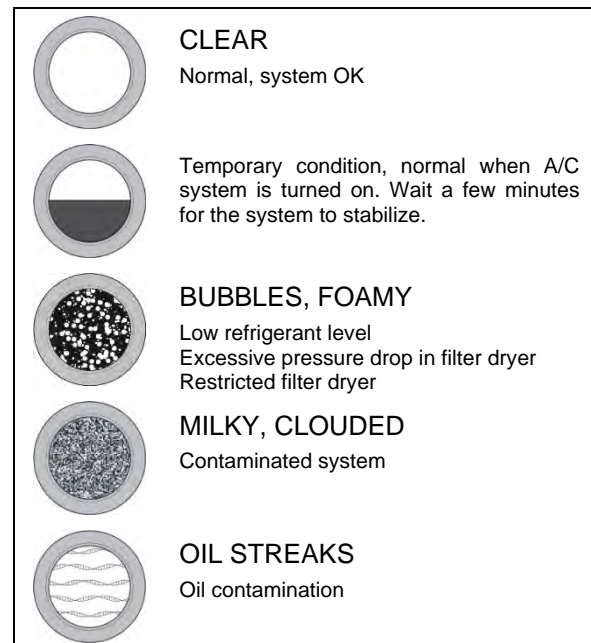 CLEAR
Normal, system OK
Temporary condition, normal when A/C
system is turned on. Wait a few minutes
for the system to stabilize.
BUBBLES, FOAMY
Low refrigerant level
Excessive pressure drop in filter dryer
Restricted filter dryer
MILKY, CLOUDED
Contaminated system
OIL STREAKS
Oil contamination